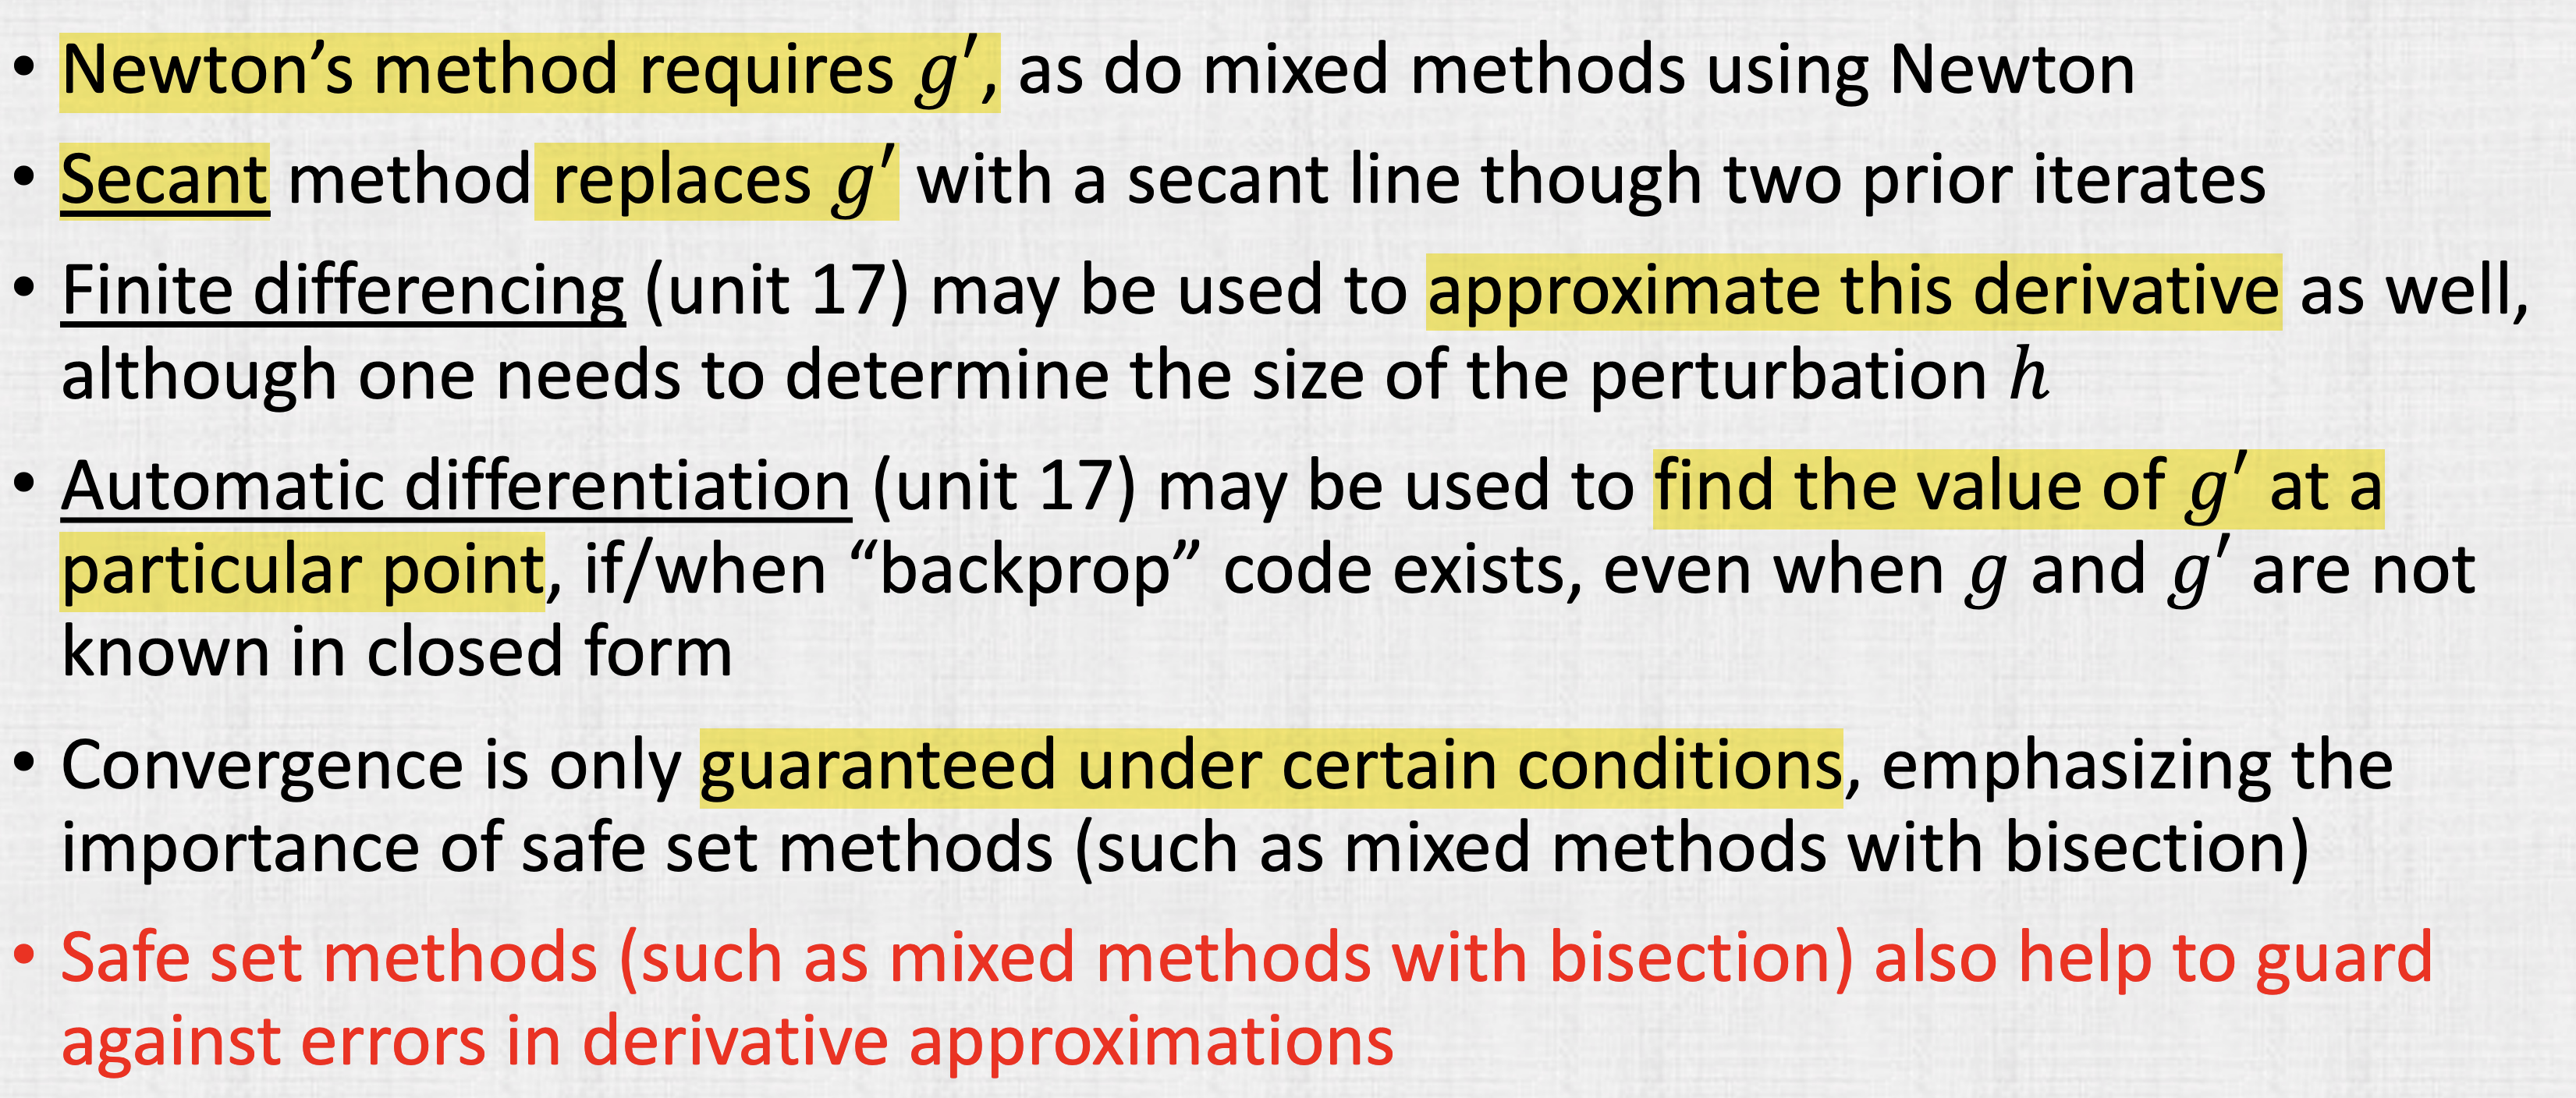 • Newton’s method requires g′, as do mixed methods using Newton
• Secant method replaces g′ with a secant line though two prior iterates
• Finite differencing (unit 17) may be used to approximate this derivative as well,
although one needs to determine the size of the perturbation h
• Automatic differentiation (unit 17) may be used to find the value of g′ at a
particular point, if/when “backprop” code exists, even when g and g′ are not
known in closed form
• Convergence is only guaranteed under certain conditions, emphasizing the
importance of safe set methods (such as mixed methods with bisection)
• Safe set methods (such as mixed methods with bisection) also help to guard
against errors in derivative approximations